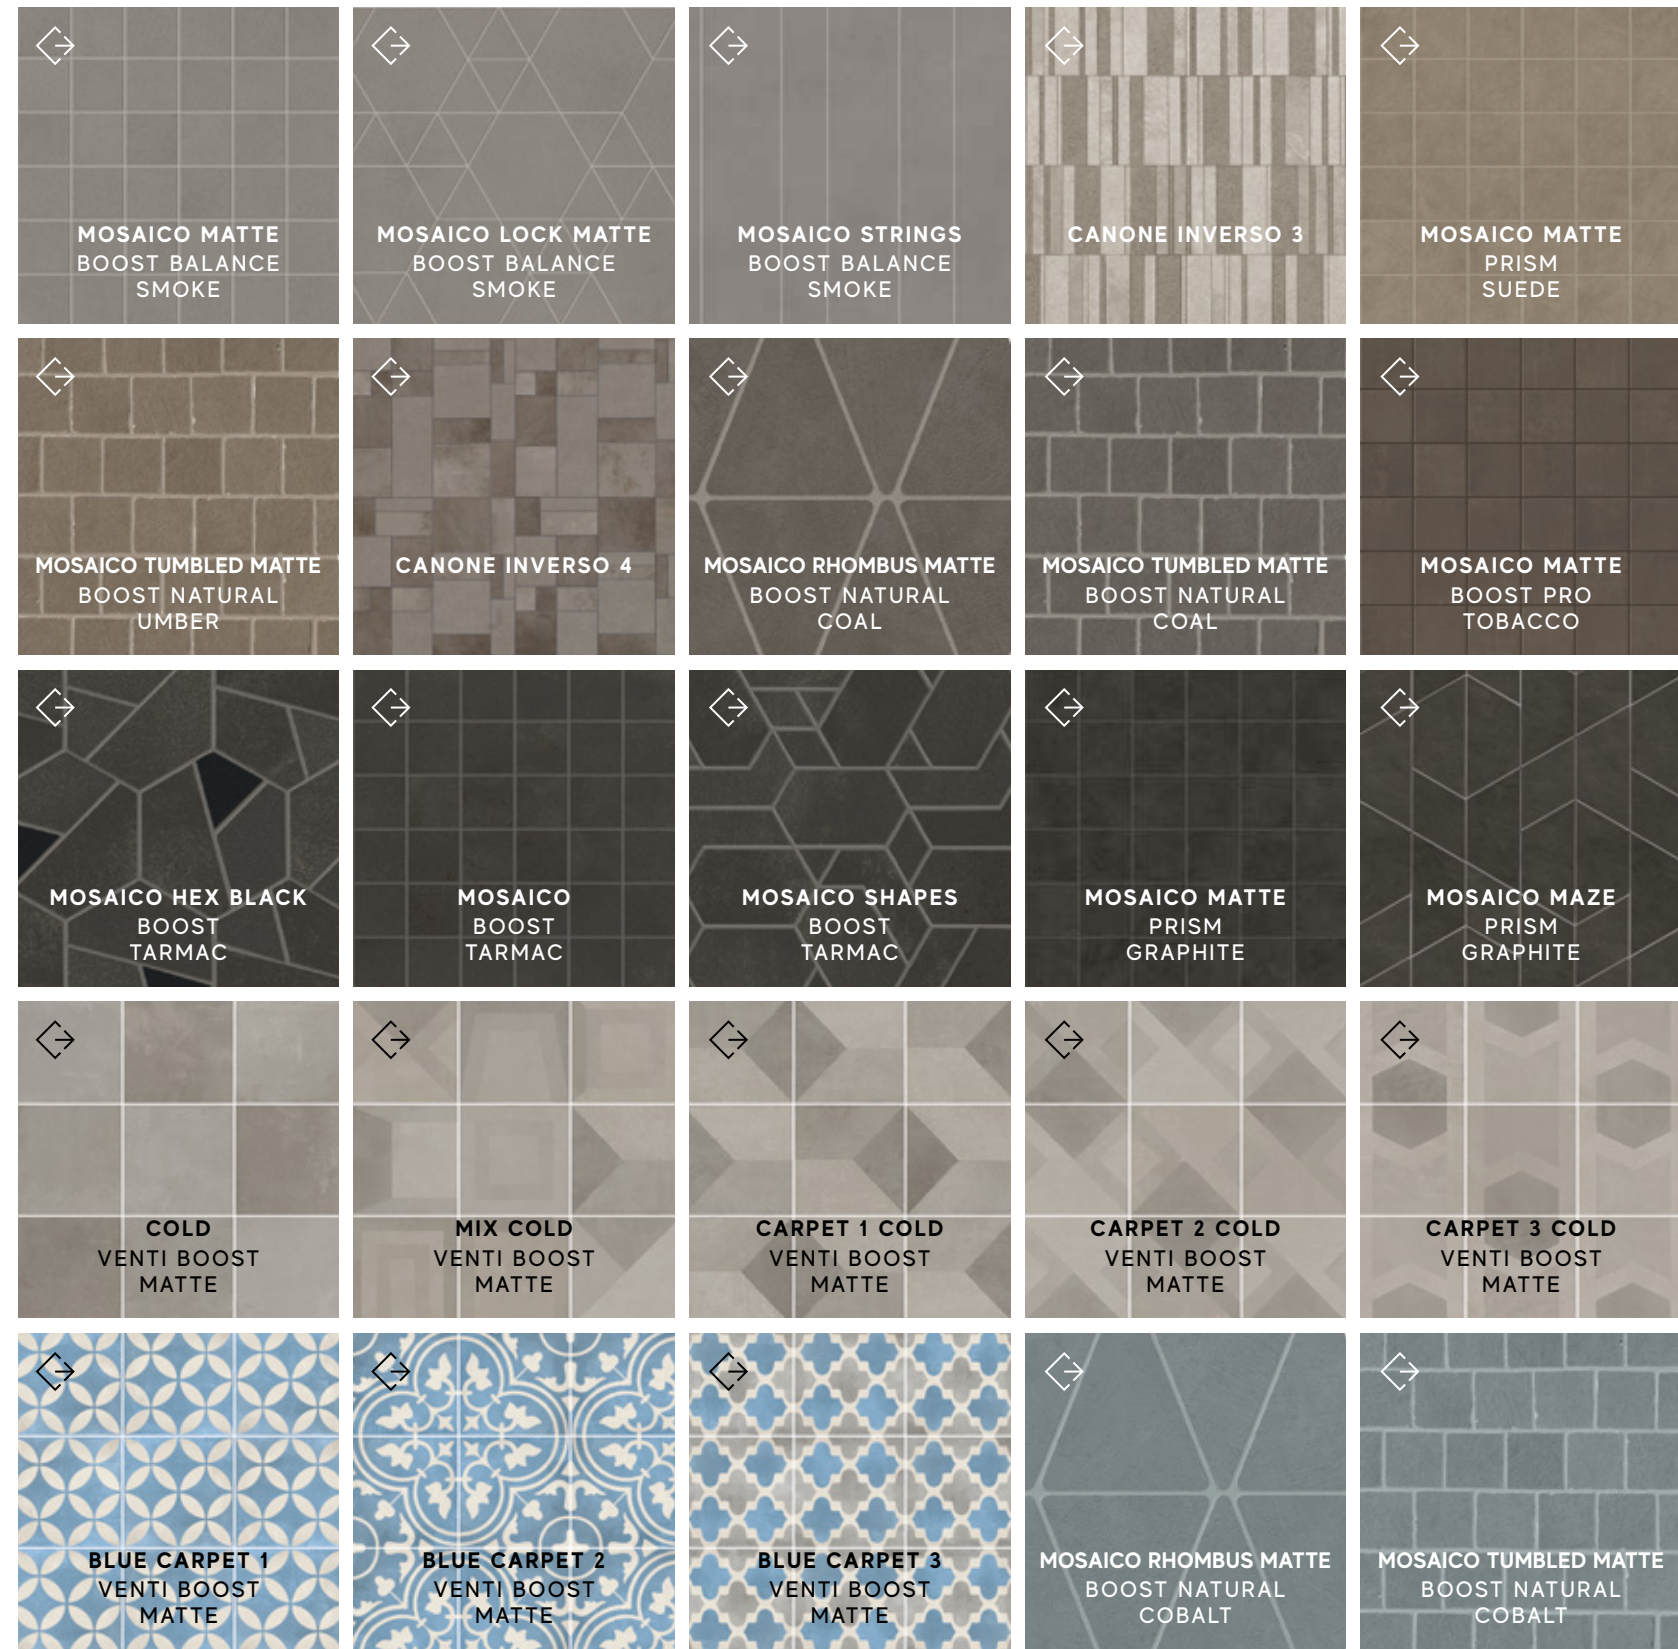 MOSAICO MATTE
BOOST BALANCE
SMOKE
MOSAICO LOCK MATTE
BOOST BALANCE
SMOKE
MOSAICO STRINGS
BOOST BALANCE
SMOKE
CANONE INVERSO 3
MOSAICO MATTE
PRISM
SUEDE
MOSAICO TUMBLED MATTE
BOOST NATURAL
UMBER
CANONE INVERSO 4
MOSAICO RHOMBUS MATTE
BOOST NATURAL
COAL
MOSAICO TUMBLED MATTE
BOOST NATURAL
COAL
MOSAICO MATTE
BOOST PRO
TOBACCO
MOSAICO HEX BLACK
BOOST
TARMAC
MOSAICO
BOOST
TARMAC
MOSAICO SHAPES
BOOST
TARMAC
MOSAICO MATTE
PRISM
GRAPHITE
MOSAICO MAZE
PRISM
GRAPHITE
COLD
VENTI BOOST
MATTE
MIX COLD
VENTI BOOST
MATTE
CARPET 1 COLD
VENTI BOOST
MATTE
CARPET 2 COLD
VENTI BOOST
MATTE
CARPET 3 COLD
VENTI BOOST
MATTE
BLUE CARPET 1
VENTI BOOST
MATTE
BLUE CARPET 2
VENTI BOOST
MATTE
BLUE CARPET 3
VENTI BOOST
MATTE
MOSAICO RHOMBUS MATTE
BOOST NATURAL
COBALT
MOSAICO TUMBLED MATTE
BOOST NATURAL
COBALT